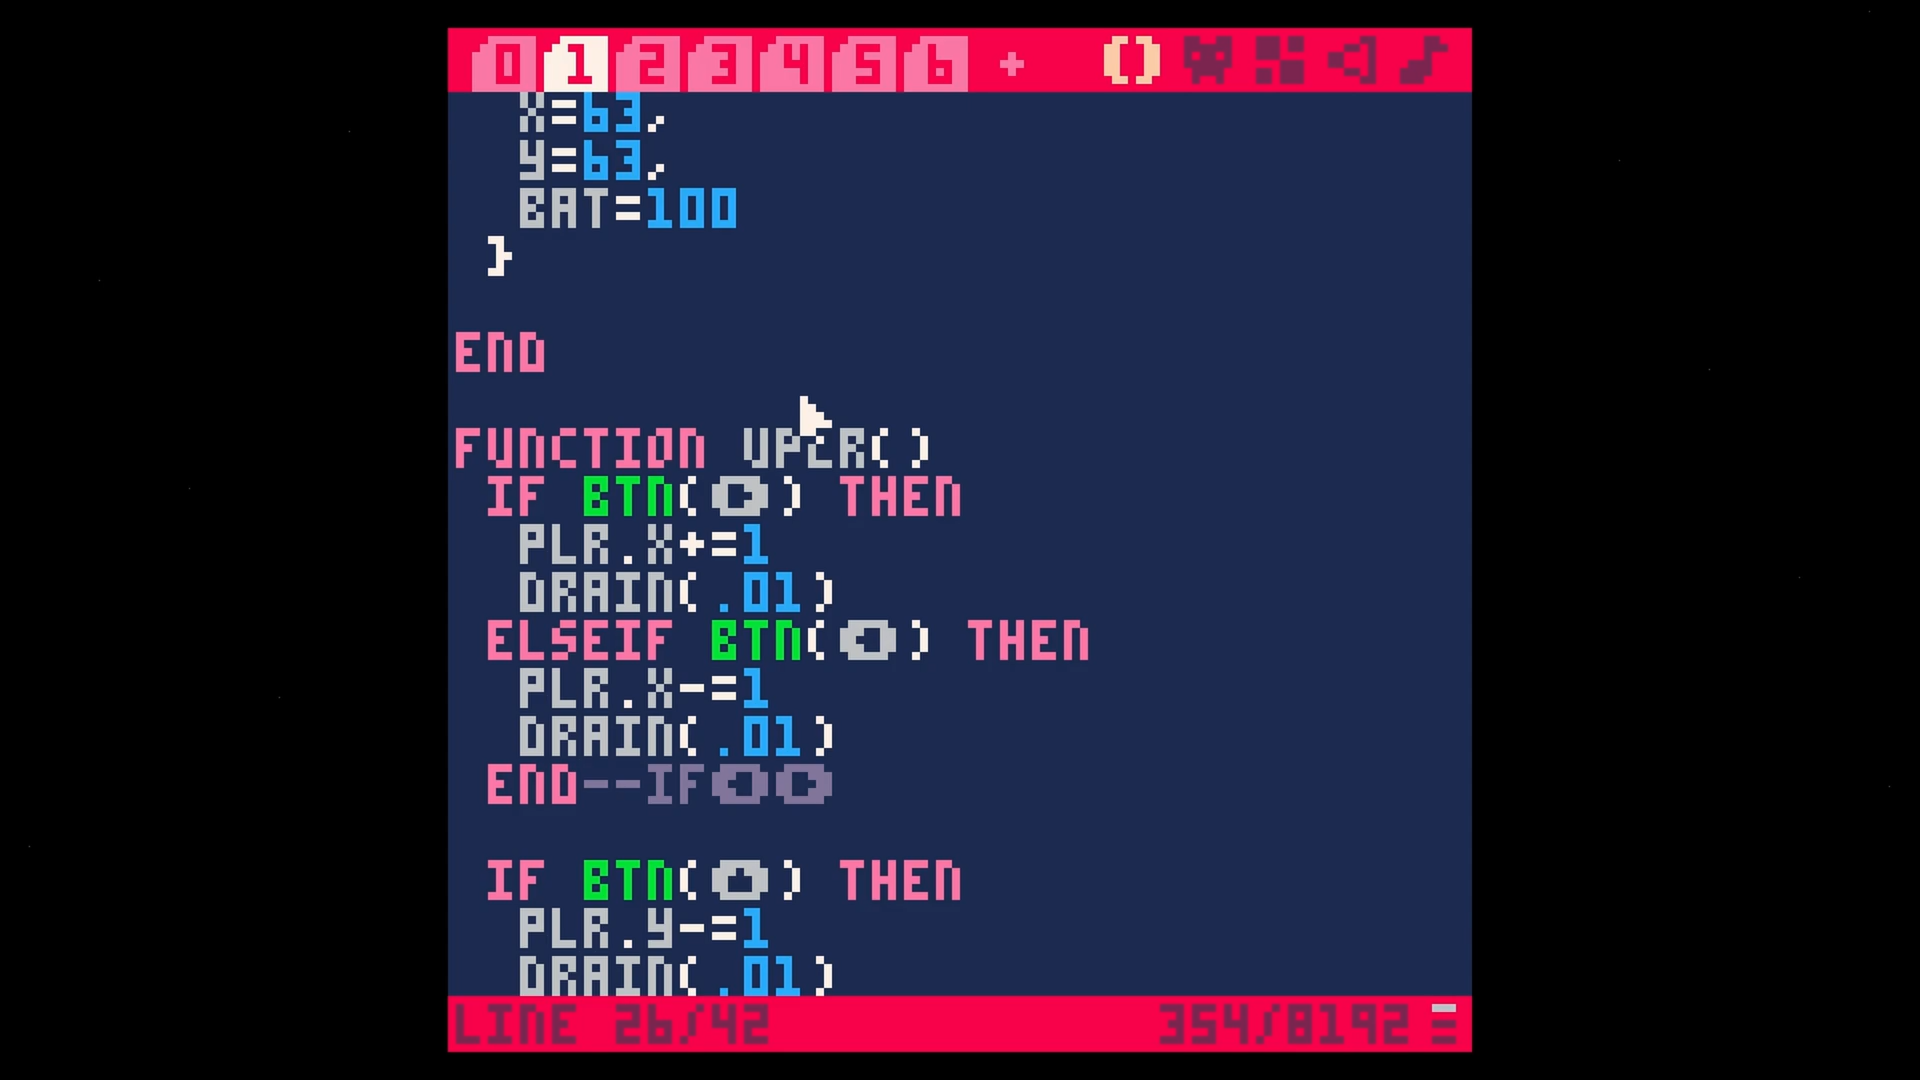 0 1 2 3 4 5 6 +
X=63,
Y=63,
BAT=100
}
END
FUNCTION UPLR()
IF BTN(➡️) THEN
PLR.X+=1
DRAIN(.01)
ELSEIF BTN(⬅️) THEN
PLR.X-=1
DRAIN(.01)
END--IF⬅️➡️
IF BTN(⬆️) THEN
PLR.Y-=1
DRAIN(.01)
LINE 26/42 354/8192